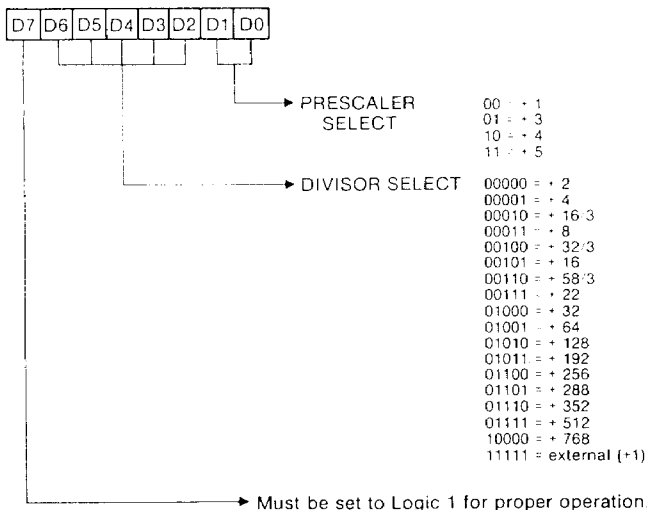 D7 D6 D5 D4 D3 D2 D1 D0
PRESCALER
SELECT
00 = ÷ 1
01 = ÷ 3
10 = ÷ 4
11 = ÷ 5
DIVISOR SELECT
00000 = ÷ 2
00001 = ÷ 4
00010 = ÷ 16/3
00011 = ÷ 8
00100 = ÷ 32/3
00101 = ÷ 16
00110 = ÷ 58/3
00111 = ÷ 22
01000 = ÷ 32
01001 = ÷ 64
01010 = ÷ 128
01011 = ÷ 192
01100 = ÷ 256
01101 = ÷ 288
01110 = ÷ 352
01111 = ÷ 512
10000 = ÷ 768
11111 = external (÷1)
Must be set to Logic 1 for proper operation.